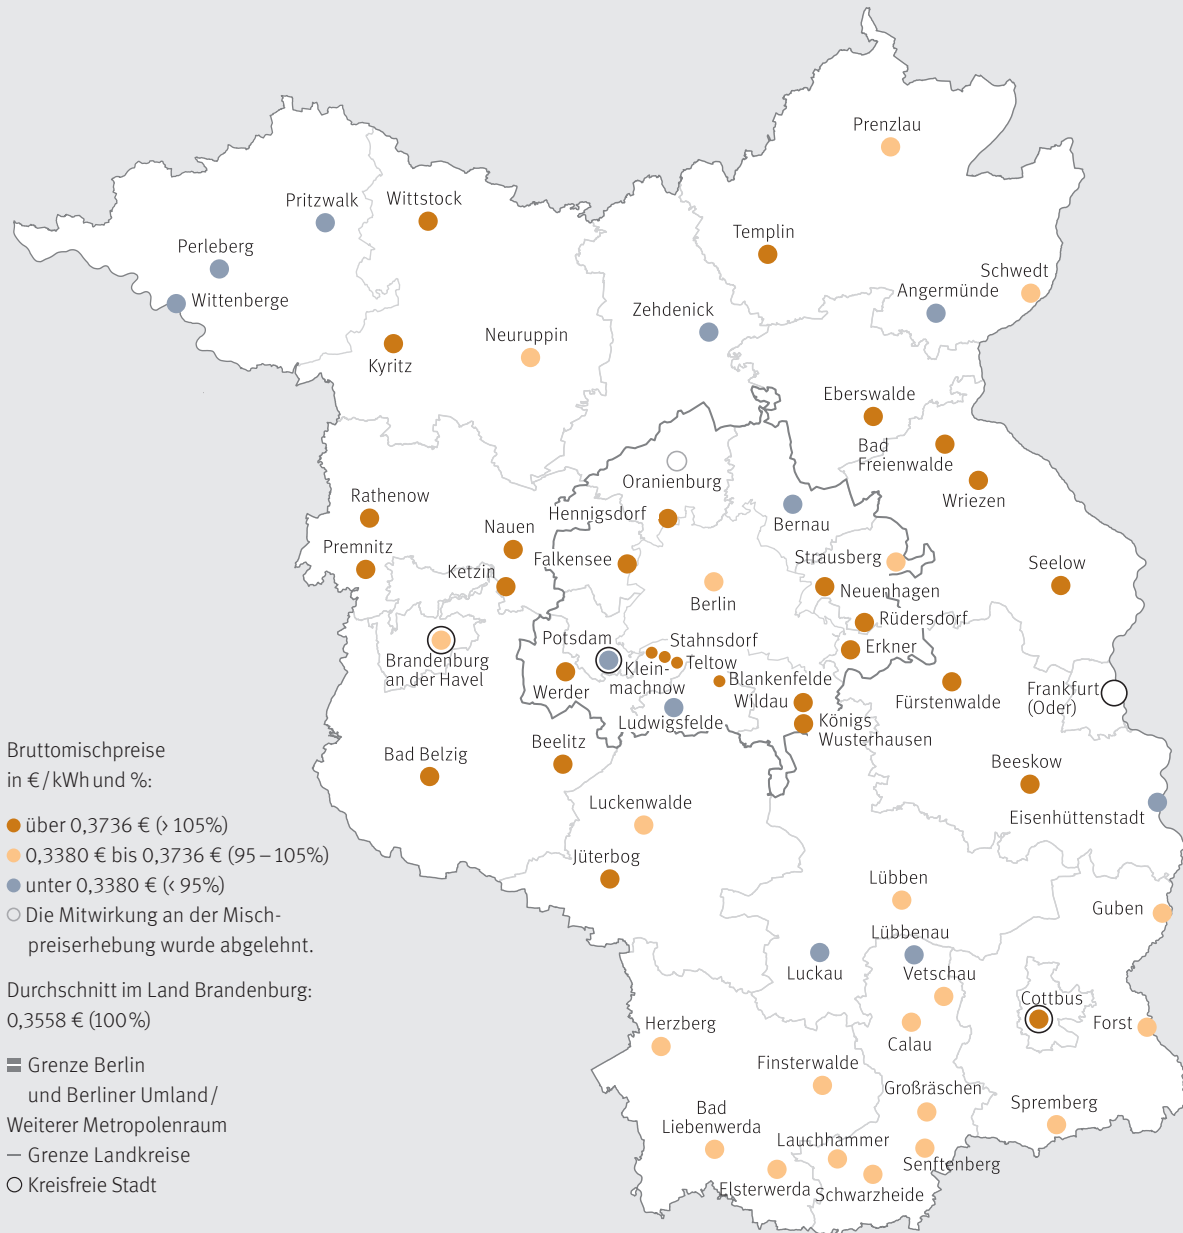 Prenzlau
Pritzwalk
Wittstock
Templin
Perleberg
Schwedt
Wittenberge
Angermünde
Zehdenick
Neuruppin
Kyritz
Eberswalde
Bad
Freienwalde
Oranienburg
Wriezen
Rathenow
Hennigsdorf
Bernau
Nauen
Premnitz
Falkensee
Strausberg
Seelow
Ketzin
Neuenhagen
Berlin
Rüdersdorf
Potsdam
Stahnsdorf
Erkner
Brandenburg
an der Havel
Klein-
machnow
Teltow
Blankenfelde
Werder
Wildau
Fürstenwalde
Frankfurt
(Oder)
Ludwigsfelde
Königs
Wusterhausen
Beelitz
Bad Belzig
Beeskow
Luckenwalde
Eisenhüttenstadt
Jüterbog
Lübben
Guben
Lübbenau
Luckau
Vetschau
Cottbus
Herzberg
Calau
Forst
Finsterwalde
Großräschen
Bad
Liebenwerda
Spremberg
Lauchhammer
Senftenberg
Elsterwerda
Schwarzheide
Bruttomischpreise
in €/kWh und %:
über 0,3736 € (> 105%)
0,3380 € bis 0,3736 € (95 – 105%)
unter 0,3380 € (< 95%)
Die Mitwirkung an der Misch-
preiserhebung wurde abgelehnt.
Durchschnitt im Land Brandenburg:
0,3558 € (100%)
Grenze Berlin
und Berliner Umland/
Weiterer Metropolenraum
Grenze Landkreise
Kreisfreie Stadt